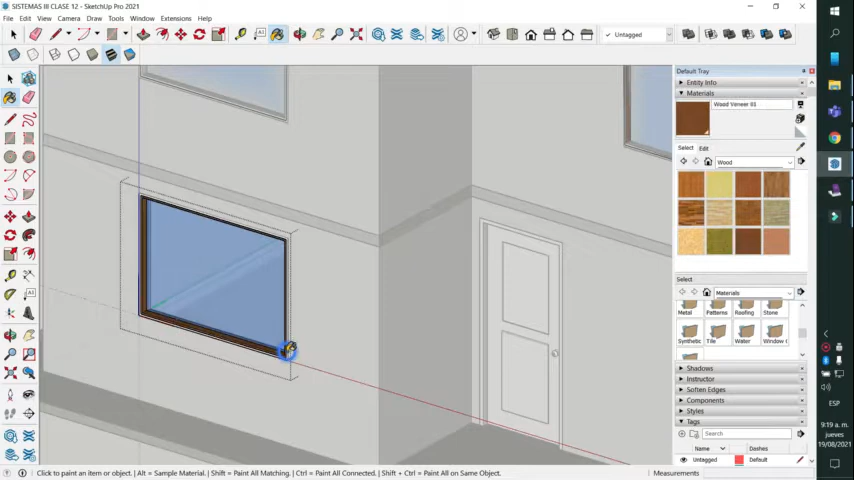 SISTEMAS III CLASE 12 - SketchUp Pro 2021
File Edit View Camera Draw Tools Window Extensions Help
Untagged
Default Tray
Entity Info
Materials
Wood Veneer 01
Select Edit
Wood
Select
Materials
Metal Patterns Roofing Stone
Synthetic Tile Water Window (
Shadows
Instructor
Soften Edges
Components
Styles
Tags
Search
Name Dashes
Untagged Default
ESP
9:19 a. m.
jueves
19/08/2021
Click to paint an item or object. | Alt = Sample Material. | Shift = Paint All Matching. | Ctrl = Paint All Connected. | Shift + Ctrl = Paint All on Same Object.
Measurements